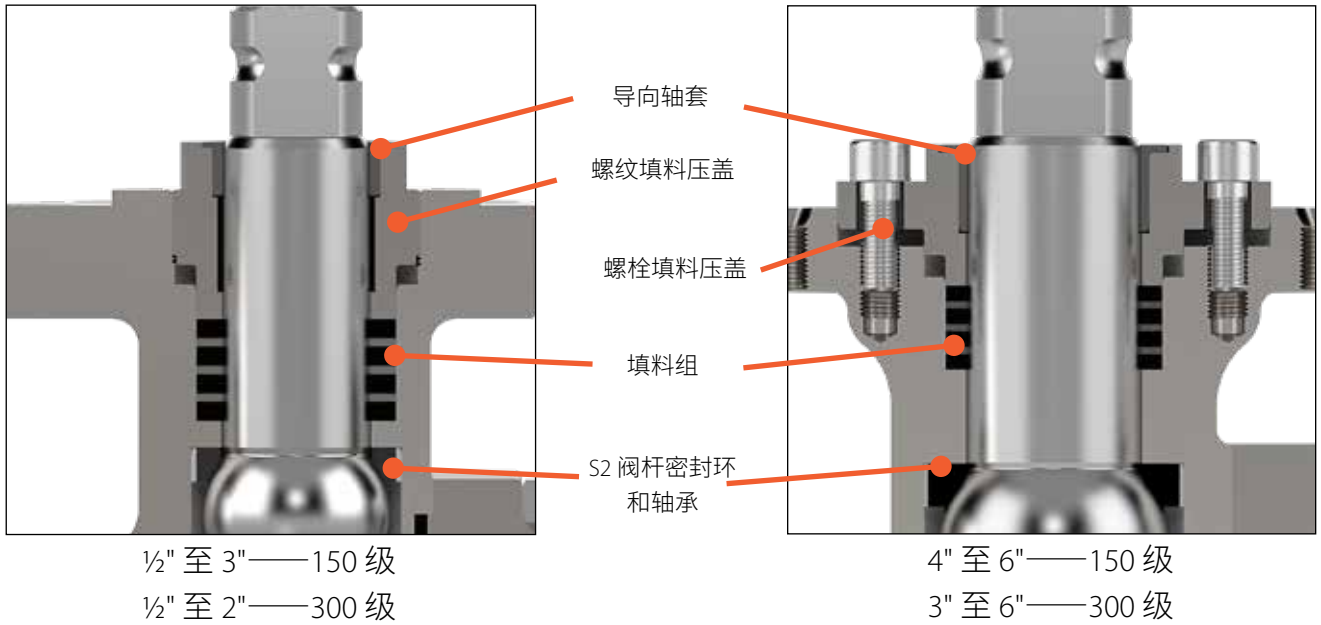 导向轴套
螺纹填料压盖
螺栓填料压盖
填料组
S2 阀杆密封环
和轴承
½" 至 3"——150 级
½" 至 2"——300 级
4" 至 6"——150 级
3" 至 6"——300 级